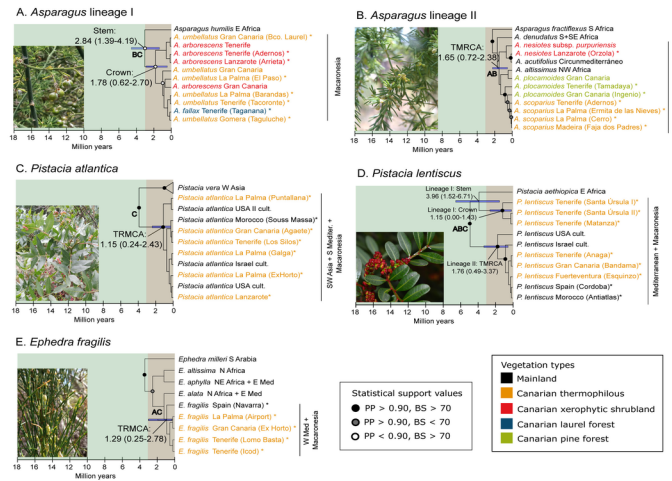 A. Asparagus lineage I
Stem:
2.84 (1.39-4.19)
BC
Crown:
1.78 (0.62-2.70)
Asparagus humilis E Africa
A. umbellatus Gran Canaria (Bco. Laurel) *
A. arborescens Tenerife
A. arborescens Tenerife (Adernos) *
A. arborescens Lanzarote (Arrieta) *
A. umbellatus Gran Canaria
A. umbellatus La Palma (El Paso) *
A. arborescens Gran Canaria
A. umbellatus La Palma (Barandas) *
A. umbellatus Tenerife (Tacoronte) *
A. fallax Tenerife (Taganana) *
A. umbellatus Gomera (Taguluche) *
Macaronesia
18 16 14 12 10 8 6 4 2 0
Million years
B. Asparagus lineage II
TMRCA:
1.65 (0.72-2.38)
AB
Asparagus fractiflexus S Africa
A. denudatus S+SE Africa
A. nesiotes subsp. purpuriensis
A. nesiotes Lanzarote (Orzola) *
A. acutifolius Circunmediterráneo
A. altissimus NW Africa
A. plocamoides Gran Canaria
A. plocamoides Tenerife (Tamadaya) *
A. plocamoides Gran Canaria (Ingenio) *
A. scoparius Tenerife (Adernos) *
A. scoparius La Palma (Ermita de las Nieves) *
A. scoparius La Palma (Cerro) *
A. scoparius Madeira (Faja dos Padres) *
Macaronesia
18 16 14 12 10 8 6 4 2 0
Million years
C. Pistacia atlantica
C
TRMCA:
1.15 (0.24-2.43)
Pistacia vera W Asia
Pistacia atlantica La Palma (Puntallana)*
Pistacia atlantica USA II cult.
Pistacia atlantica Morocco (Souss Massa)*
Pistacia atlantica Gran Canaria (Agaete)*
Pistacia atlantica Tenerife (Los Silos)*
Pistacia atlantica La Palma (Galga)*
Pistacia atlantica Israel cult.
Pistacia atlantica La Palma (ExHorto)*
Pistacia atlantica USA cult.
Pistacia atlantica Lanzarote*
SW Asia + S Mediter. +
Macaronesia
18 16 14 12 10 8 6 4 2 0
Million years
D. Pistacia lentiscus
Lineage I: Stem
3.96 (1.52-6.71)
Lineage I: Crown
1.15 (0.00-1.43)
ABC
Lineage II: TMRCA
1.76 (0.49-3.37)
Pistacia aethiopica E Africa
P. lentiscus Tenerife (Santa Úrsula I)*
P. lentiscus Tenerife (Santa Úrsula II)*
P. lentiscus Tenerife (Matanza)*
P. lentiscus USA cult.
P. lentiscus Israel cult.
P. lentiscus Tenerife (Anaga)*
P. lentiscus Gran Canaria (Bandama)*
P. lentiscus Fuerteventura (Esquinzo)*
P. lentiscus Spain (Cordoba)*
P. lentiscus Morocco (Antiatlas)*
Mediterranean + Macaronesia
18 16 14 12 10 8 6 4 2 0
Million years
E. Ephedra fragilis
AC
TRMCA:
1.29 (0.25-2.78)
Ephedra milleri S Arabia
E. altissima N Africa
E. aphylla NE Africa + E Med
E. alata N Africa + E Med
E. fragilis Spain (Navarra) *
E. fragilis La Palma (Airport) *
E. fragilis Gran Canaria (Ex Horto) *
E. fragilis Tenerife (Lomo Basta) *
E. fragilis Tenerife (Icod) *
W Med +
Macaronesia
18 16 14 12 10 8 6 4 2 0
Million years
Statistical support values
PP > 0.90, BS > 70
PP > 0.90, BS < 70
PP < 0.90, BS > 70
Vegetation types
Mainland
Canarian thermophilous
Canarian xerophytic shrubland
Canarian laurel forest
Canarian pine forest